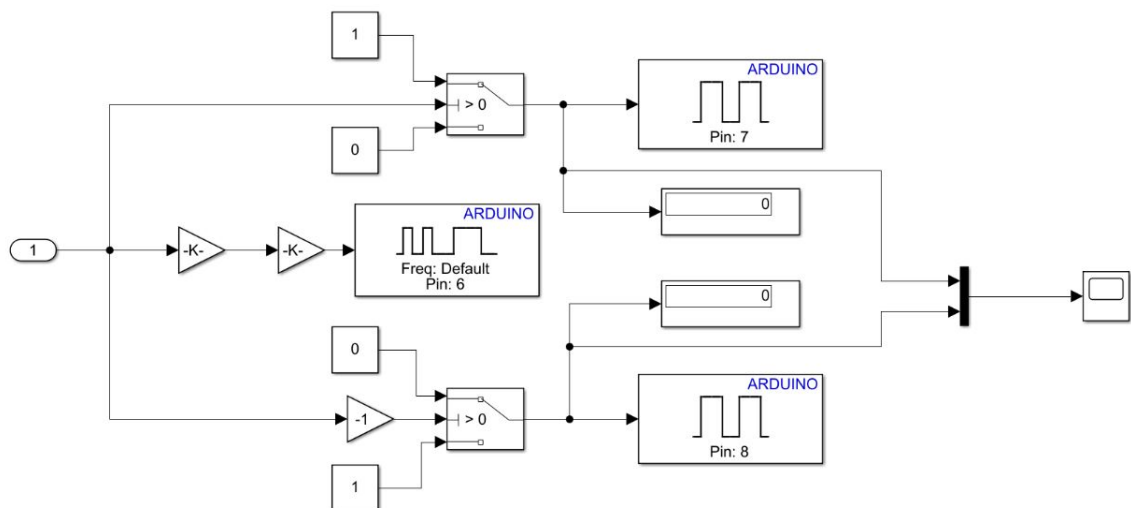 1
ARDUINO
> 0
Pin: 7
0
0
ARDUINO
1
-K-
-K-
Freq: Default
Pin: 6
0
0
ARDUINO
-1
> 0
Pin: 8
1